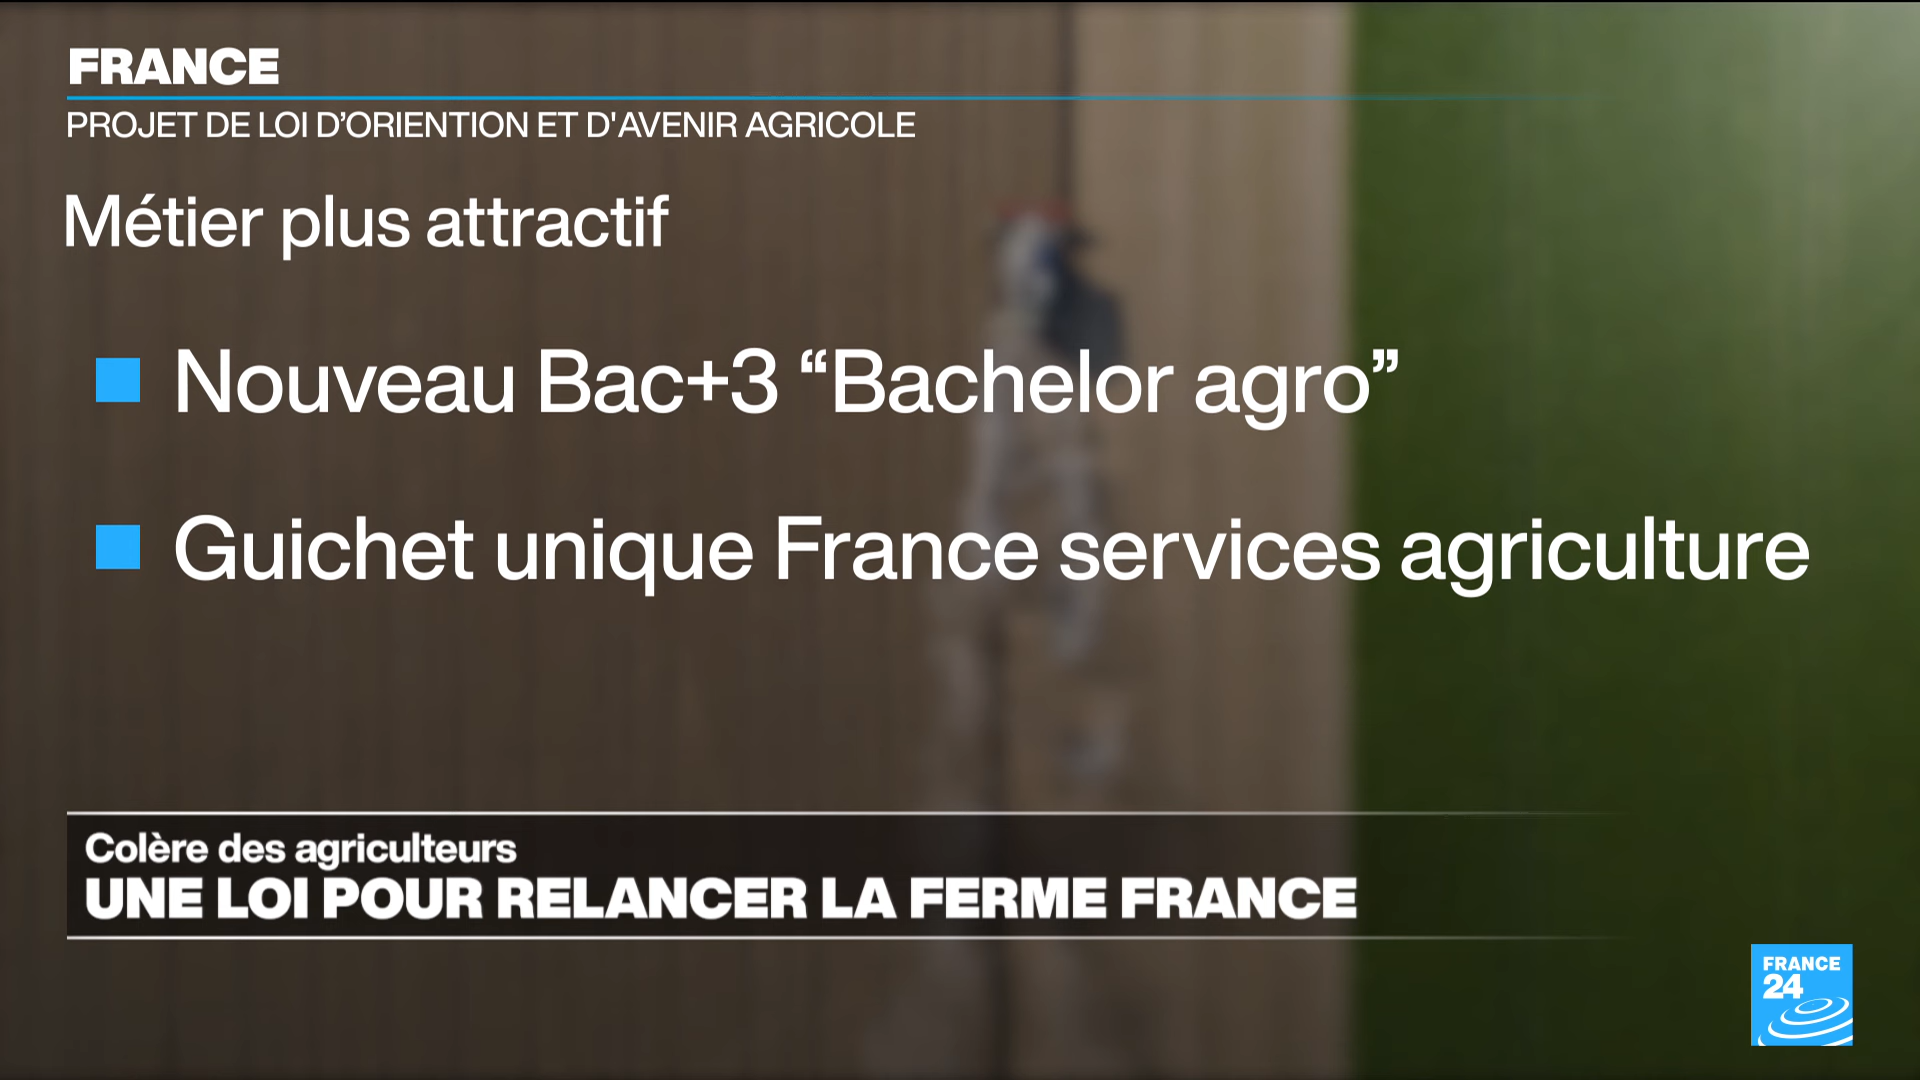 FRANCE
PROJET DE LOI D’ORIENTION ET D'AVENIR AGRICOLE
Métier plus attractif
Nouveau Bac+3 “Bachelor agro”
Guichet unique France services agriculture
Colère des agriculteurs
UNE LOI POUR RELANCER LA FERME FRANCE
FRANCE
24